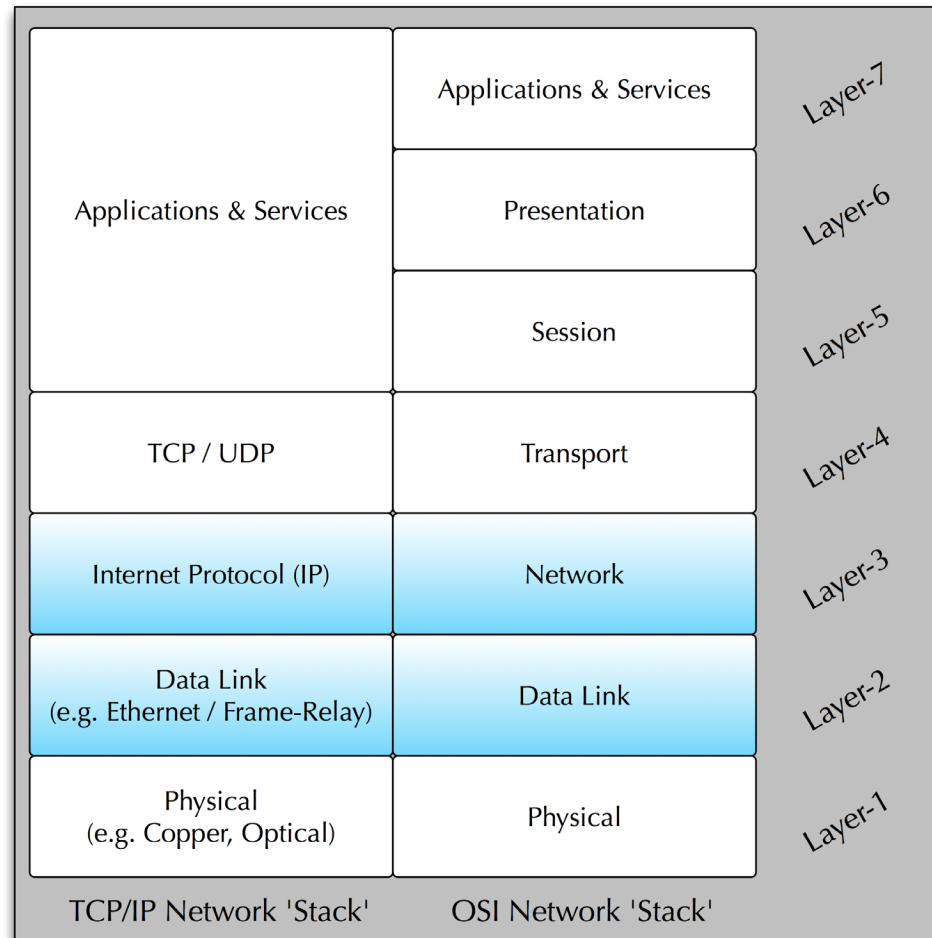 Applications & Services
Applications & Services
Layer-7
Presentation
Layer-6
Session
Layer-5
TCP / UDP
Transport
Layer-4
Internet Protocol (IP)
Network
Layer-3
Data Link
(e.g. Ethernet / Frame-Relay)
Data Link
Layer-2
Physical
(e.g. Copper, Optical)
Physical
Layer-1
TCP/IP Network 'Stack'
OSI Network 'Stack'